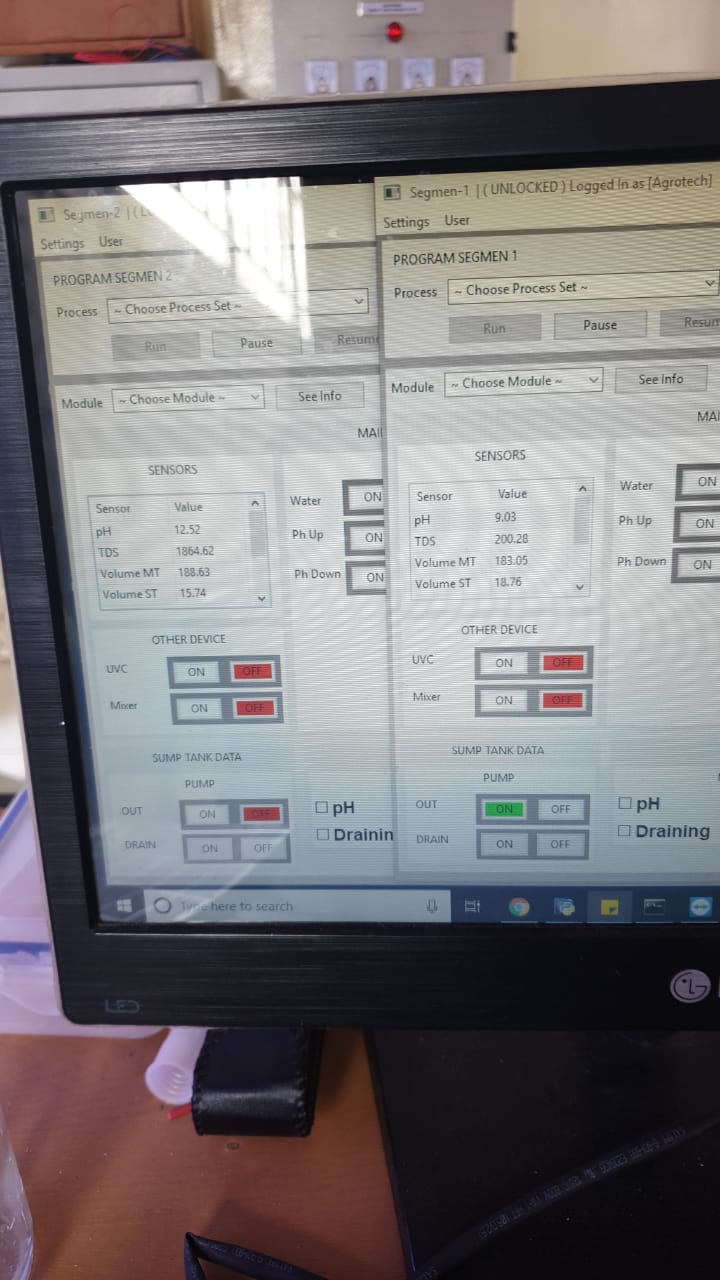 Segmen-2 | (
Settings User
PROGRAM SEGMEN 2
Process ~ Choose Process Set ~
Run Pause Resume
Module ~ Choose Module ~ See Info
SENSORS
Sensor Value
pH 12.52
TDS 1864.62
Volume MT 188.63
Volume ST 15.74
Water ON
Ph Up ON
Ph Down ON
OTHER DEVICE
UVC ON OFF
Mixer ON OFF
SUMP TANK DATA
PUMP
OUT ON OFF
DRAIN ON OFF
pH
Drainin
Segmen-1 | ( UNLOCKED ) Logged In as [Agrotech]
Settings User
PROGRAM SEGMEN 1
Process ~ Choose Process Set ~
Run Pause Resum
Module ~ Choose Module ~ See Info
SENSORS
Sensor Value
pH 9.03
TDS 200.28
Volume MT 183.05
Volume ST 18.76
Water ON
Ph Up ON
Ph Down ON
OTHER DEVICE
UVC ON OFF
Mixer ON OFF
SUMP TANK DATA
PUMP
OUT ON OFF
DRAIN ON OFF
pH
Draining
Type here to search
LED
LG